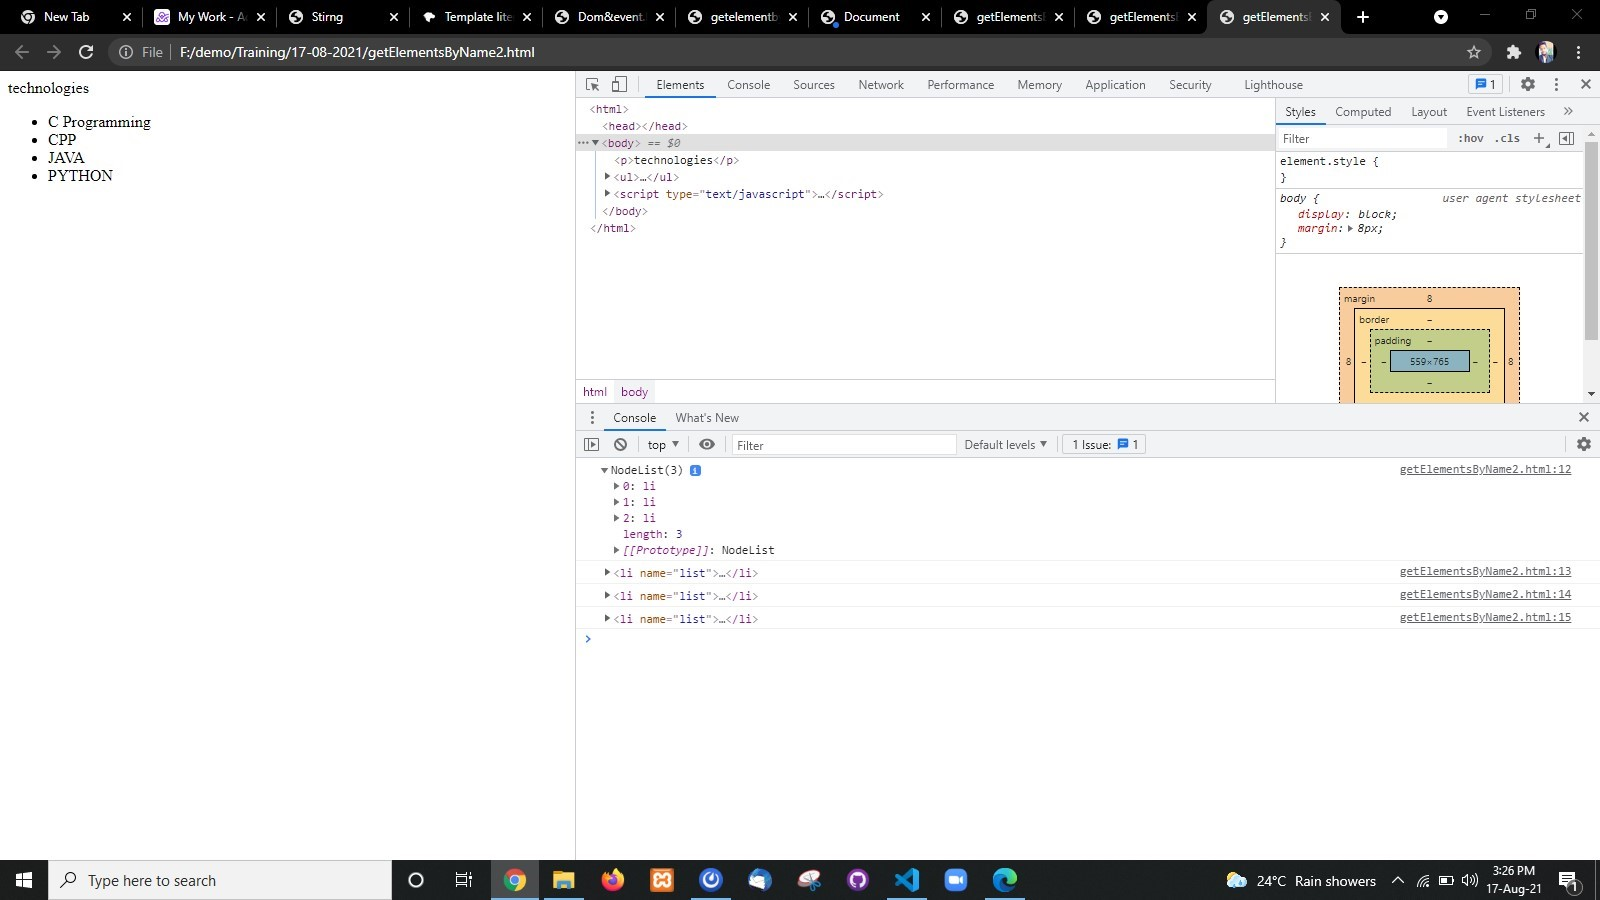 New Tab
My Work - A
Stirng
Template lite
Dom&event.
getelementb
Document
getElements
getElements
getElements
File
F:/demo/Training/17-08-2021/getElementsByName2.html
technologies
C Programming
CPP
JAVA
PYTHON
Elements Console Sources Network Performance Memory Application Security Lighthouse 1
<html>
<head></head>
<body> == $0
<p>technologies</p>
<ul>…</ul>
<script type="text/javascript">…</script>
</body>
</html>
html body
Styles Computed Layout Event Listeners
Filter :hov .cls
element.style {
}
body { user agent stylesheet
display: block;
margin: 8px;
}
margin 8
border –
padding –
8 – – 559×765 – – 8
–
Console What's New
top Filter Default levels 1 Issue: 1
NodeList(3) getElementsByName2.html:12
0: li
1: li
2: li
length: 3
[[Prototype]]: NodeList
<li name="list">…</li> getElementsByName2.html:13
<li name="list">…</li> getElementsByName2.html:14
<li name="list">…</li> getElementsByName2.html:15
Type here to search
24°C Rain showers
3:26 PM
17-Aug-21
1